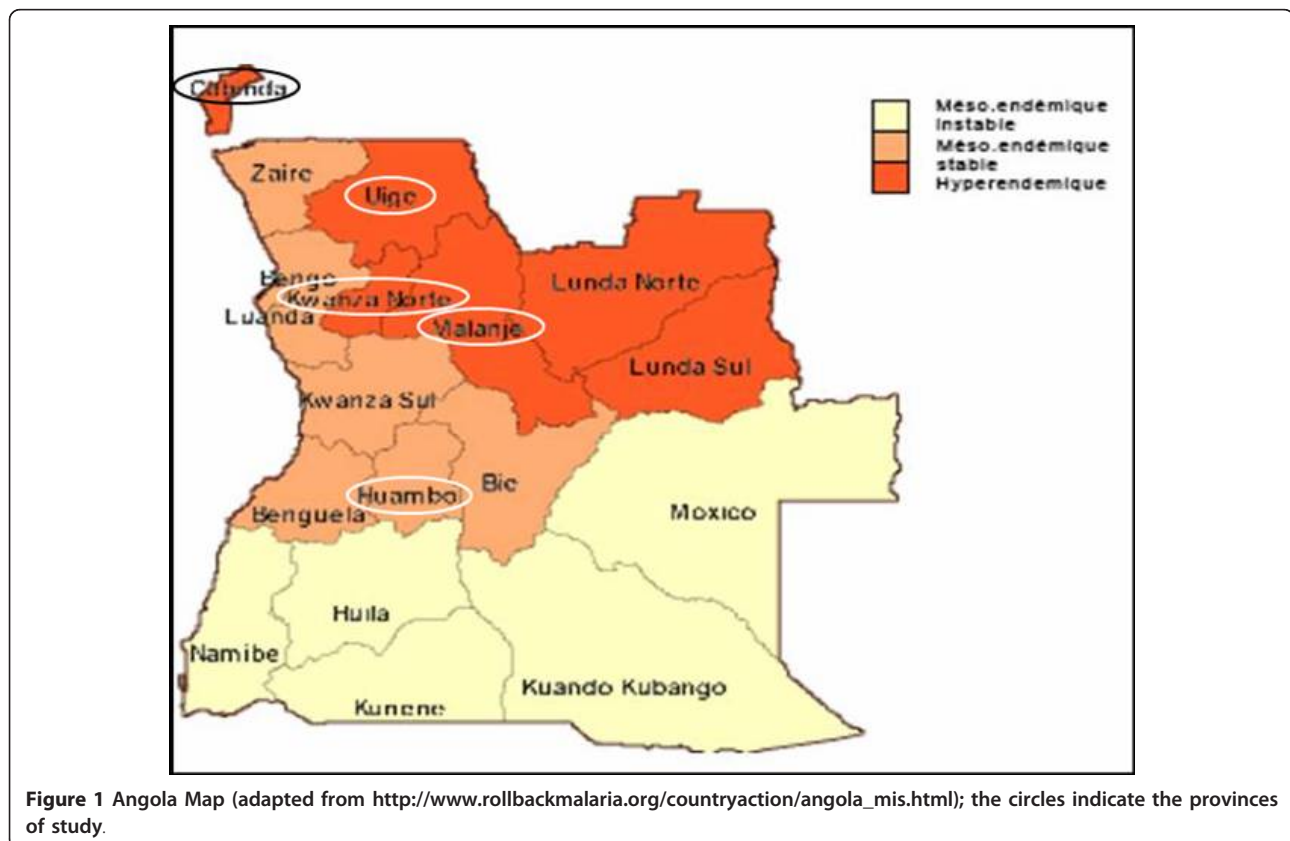 Cabinda
Méso.endémique
instable
Méso.endémique
stable
Hyperendemique
Zaire
Uige
Bengo
Kwanza Norte
Lunda Norte
Luanda
Malanje
Lunda Sul
Kwanza Sul
Bie
Huambo
Benguela
Moxico
Huila
Namibe
Kuando Kubango
Kunene
Figure 1 Angola Map (adapted from http://www.rollbackmalaria.org/countryaction/angola_mis.html); the circles indicate the provinces
of study.